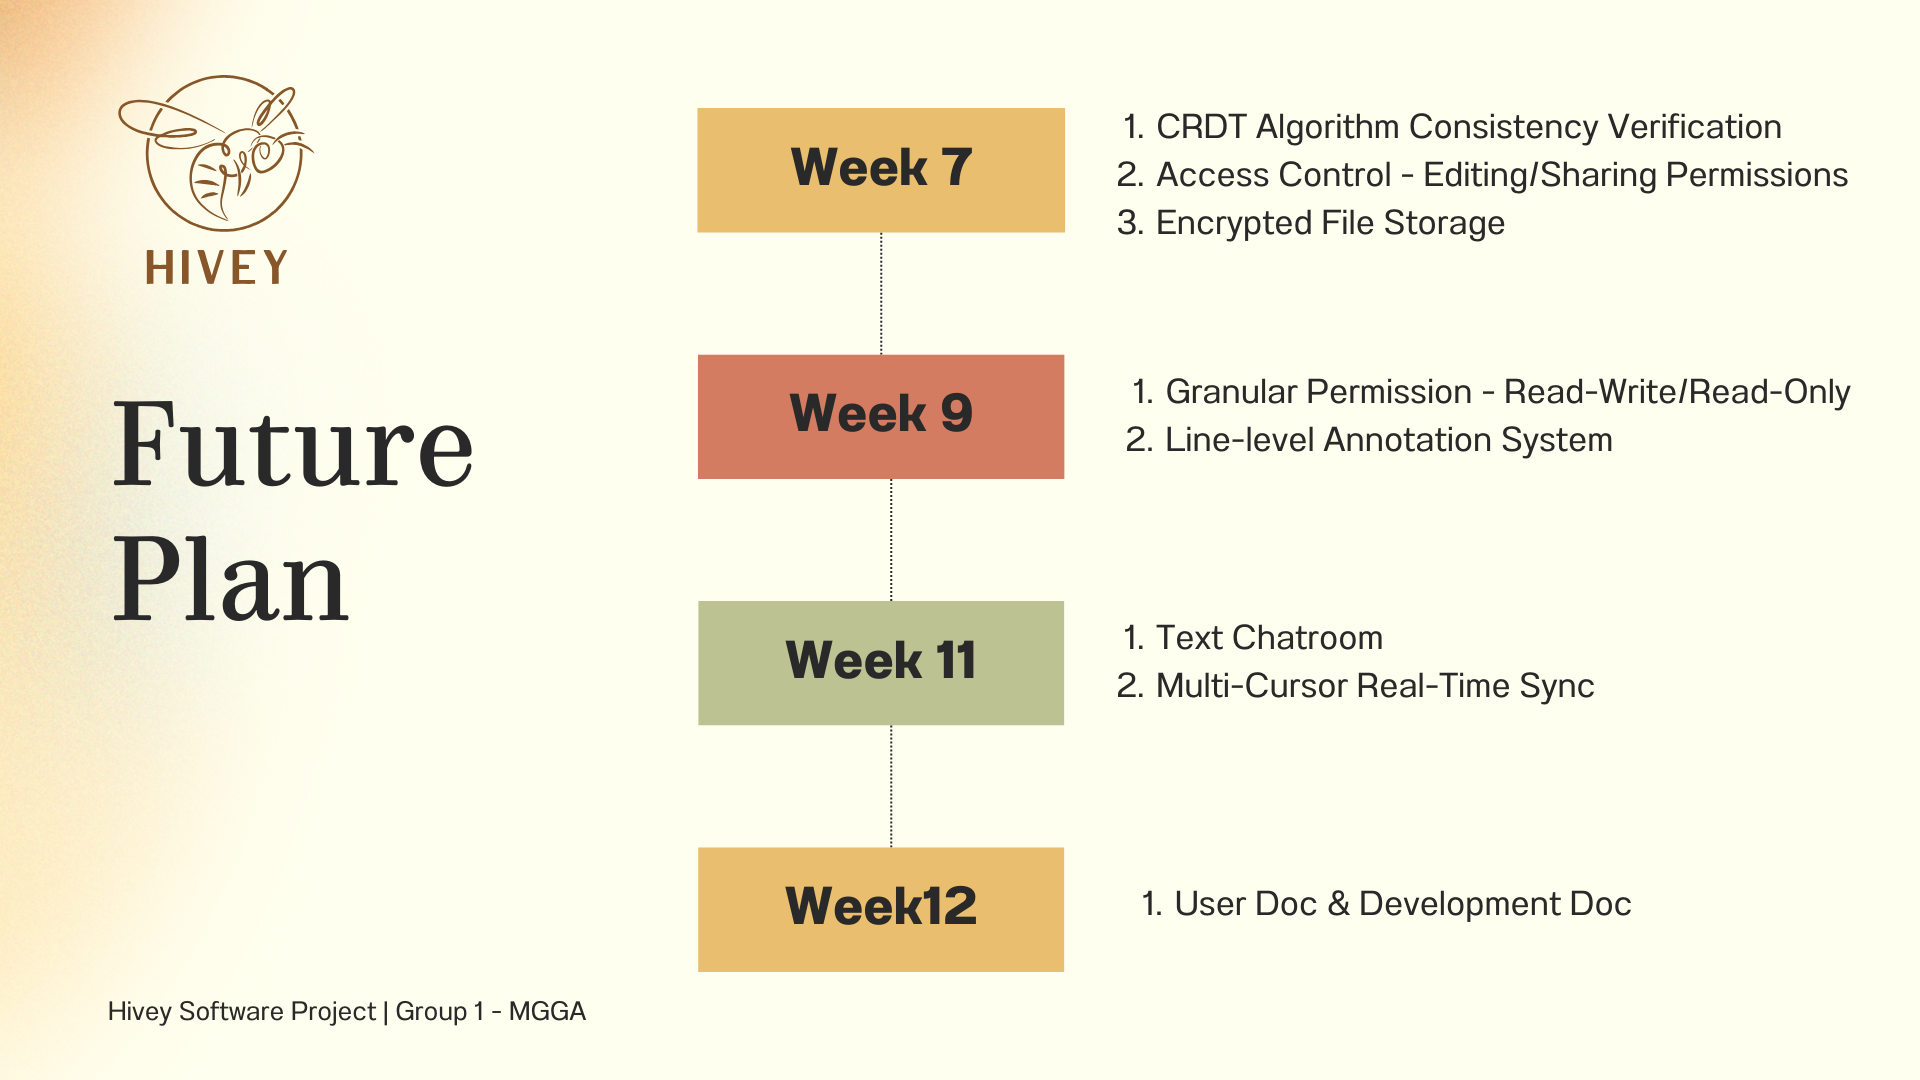 HIVEY
Future
Plan
Week 7
1. CRDT Algorithm Consistency Verification
2. Access Control - Editing/Sharing Permissions
3. Encrypted File Storage
Week 9
1. Granular Permission - Read-Write/Read-Only
2. Line-level Annotation System
Week 11
1. Text Chatroom
2. Multi-Cursor Real-Time Sync
Week12
1. User Doc & Development Doc
Hivey Software Project | Group 1 - MGGA